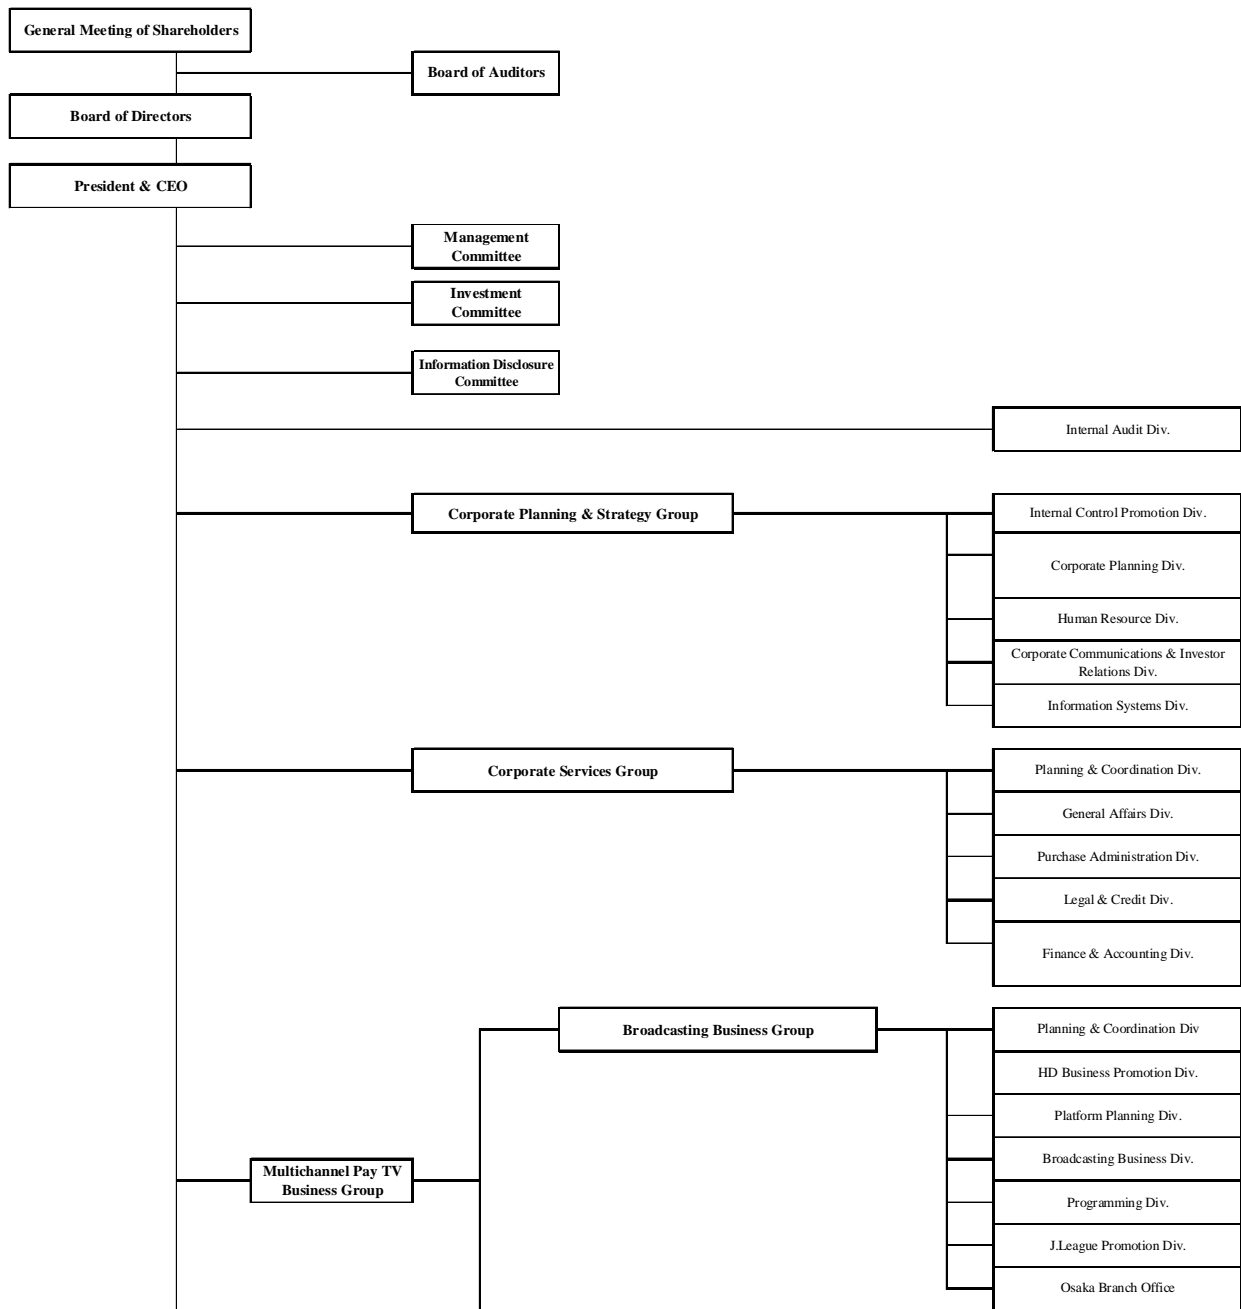 General Meeting of Shareholders
Board of Auditors
Board of Directors
President & CEO
Management
Committee
Investment
Committee
Information Disclosure
Committee
Internal Audit Div.
Corporate Planning & Strategy Group
Internal Control Promotion Div.
Corporate Planning Div.
Human Resource Div.
Corporate Communications & Investor
Relations Div.
Information Systems Div.
Corporate Services Group
Planning & Coordination Div.
General Affairs Div.
Purchase Administration Div.
Legal & Credit Div.
Finance & Accounting Div.
Broadcasting Business Group
Planning & Coordination Div
HD Business Promotion Div.
Platform Planning Div.
Broadcasting Business Div.
Multichannel Pay TV
Business Group
Programming Div.
J.League Promotion Div.
Osaka Branch Office